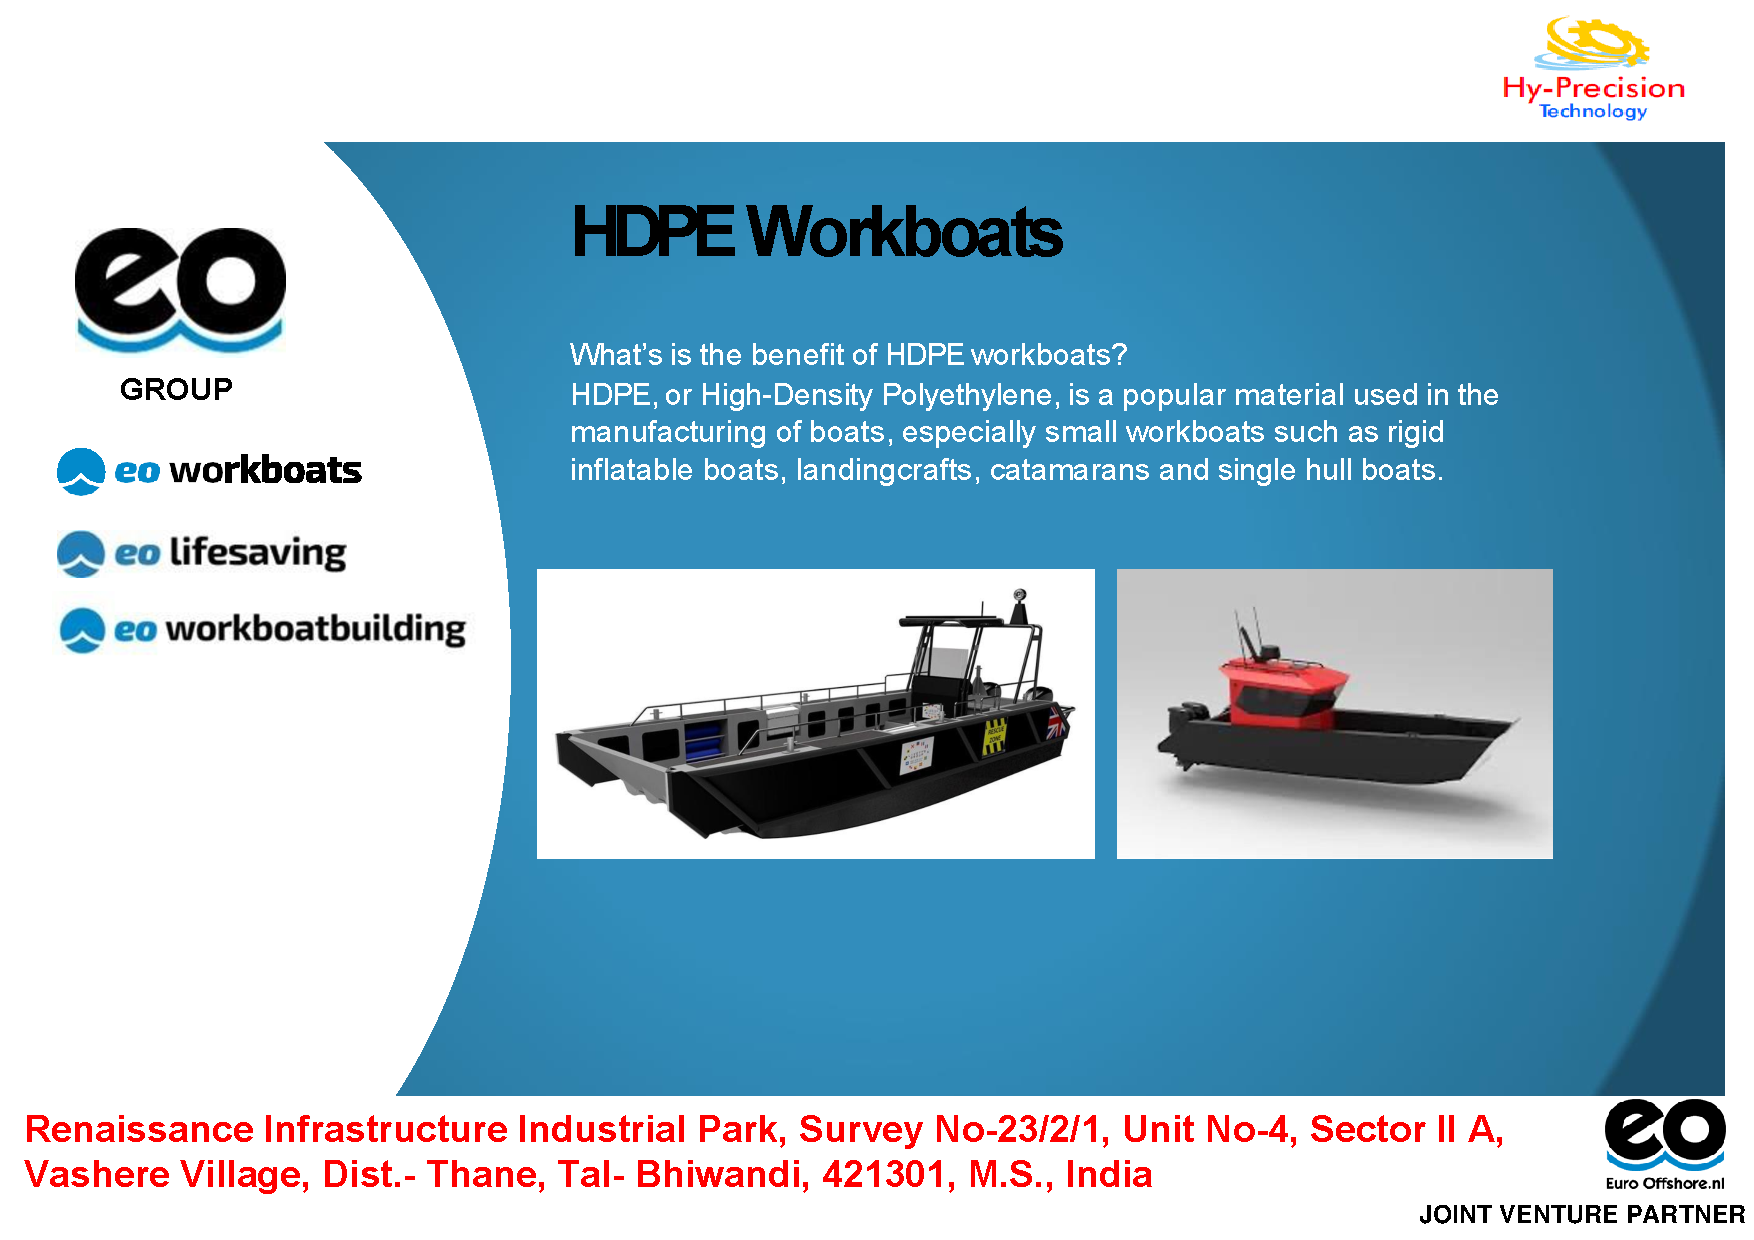 Hy-Precision
Technology
eo
GROUP
eo workboats
eo lifesaving
eo workboatbuilding
HDPE Workboats
What’s is the benefit of HDPE workboats?
HDPE, or High-Density Polyethylene, is a popular material used in the
manufacturing of boats, especially small workboats such as rigid
inflatable boats, landingcrafts, catamarans and single hull boats.
RESCUE
ZONE
Renaissance Infrastructure Industrial Park, Survey No-23/2/1, Unit No-4, Sector II A,
Vashere Village, Dist.- Thane, Tal- Bhiwandi, 421301, M.S., India
eo
Euro Offshore.nl
JOINT VENTURE PARTNER